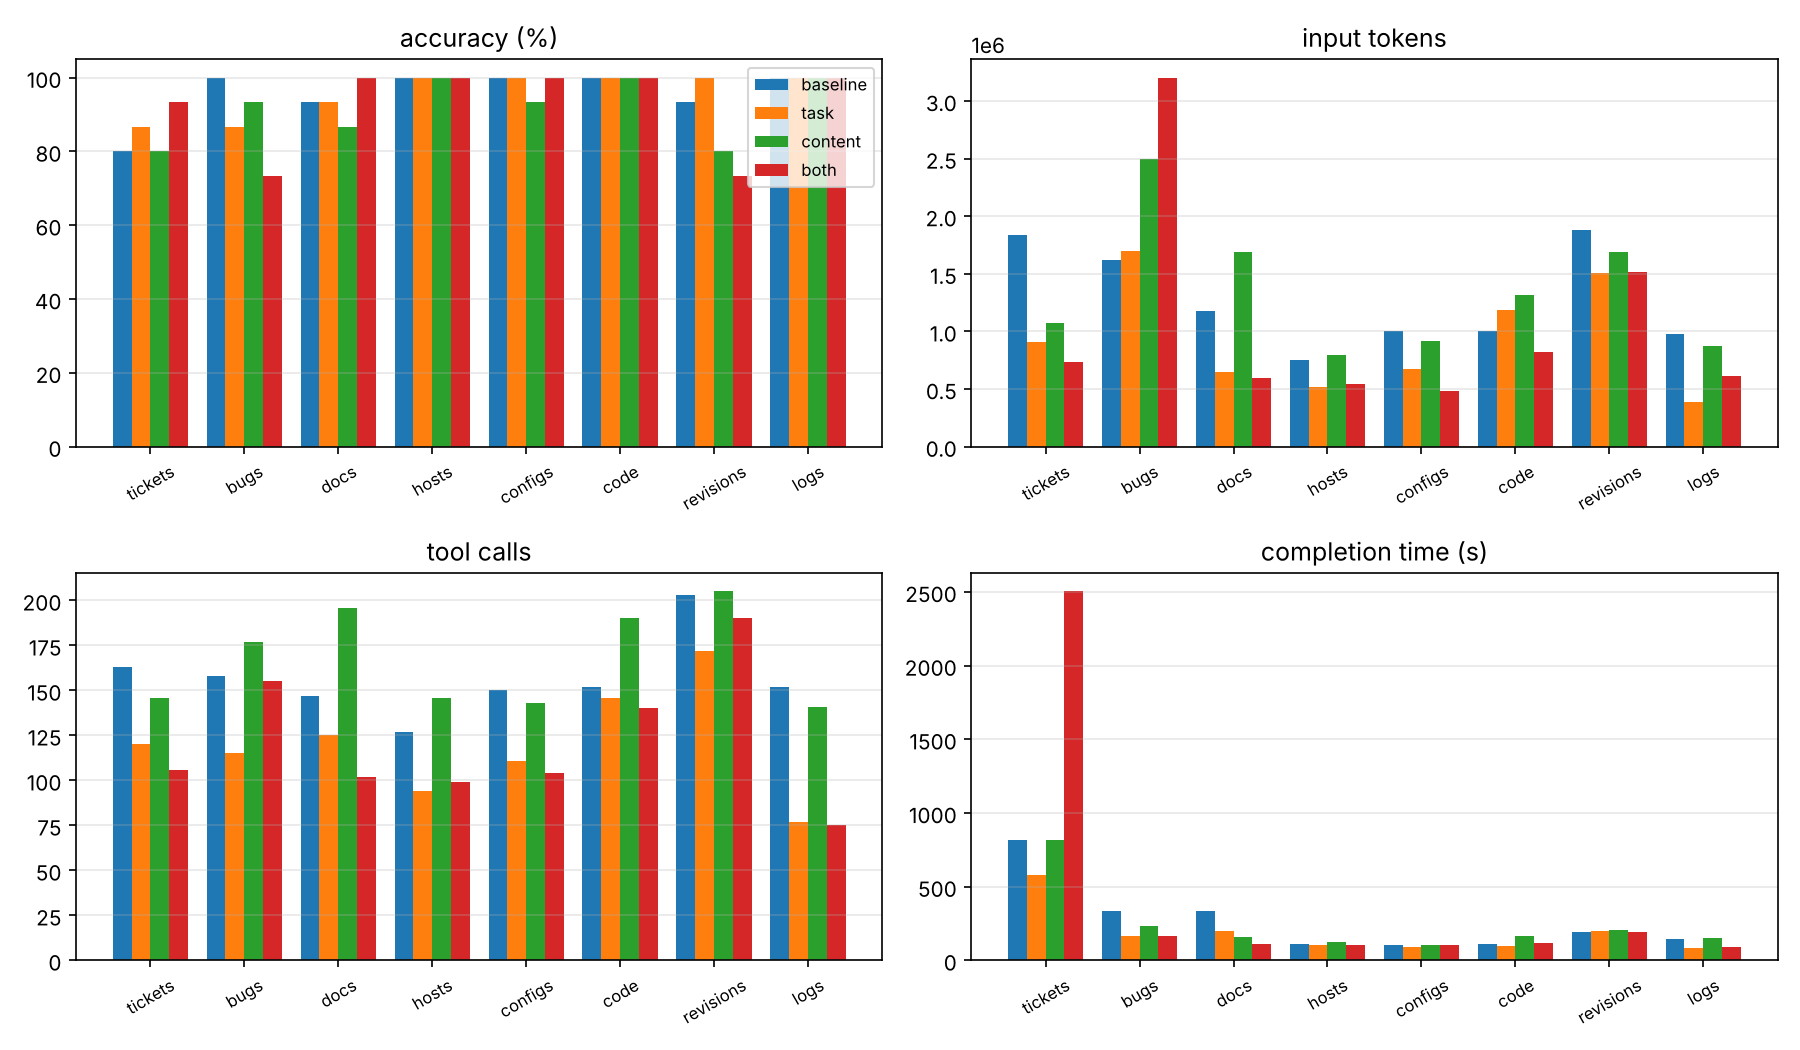 accuracy (%)
100
80
60
40
20
0
baseline
task
content
both
tickets
bugs
docs
hosts
configs
code
revisions
logs
input tokens
1e6
3.0
2.5
2.0
1.5
1.0
0.5
0.0
tickets
bugs
docs
hosts
configs
code
revisions
logs
tool calls
200
175
150
125
100
75
50
25
0
tickets
bugs
docs
hosts
configs
code
revisions
logs
completion time (s)
2500
2000
1500
1000
500
0
tickets
bugs
docs
hosts
configs
code
revisions
logs